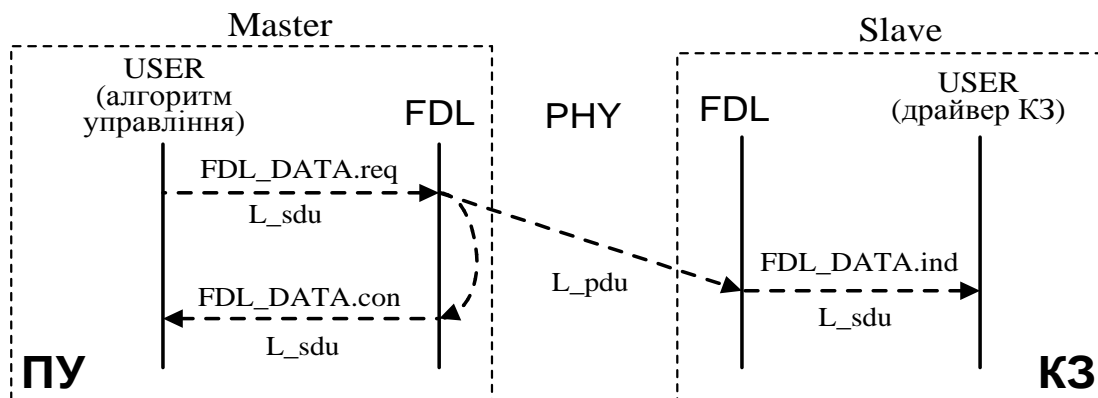 Master
Slave
USER
(алгоритм
управління)
FDL
PHY
FDL
USER
(драйвер КЗ)
FDL_DATA.req
L_sdu
L_pdu
FDL_DATA.ind
L_sdu
FDL_DATA.con
L_sdu
ПУ
КЗ